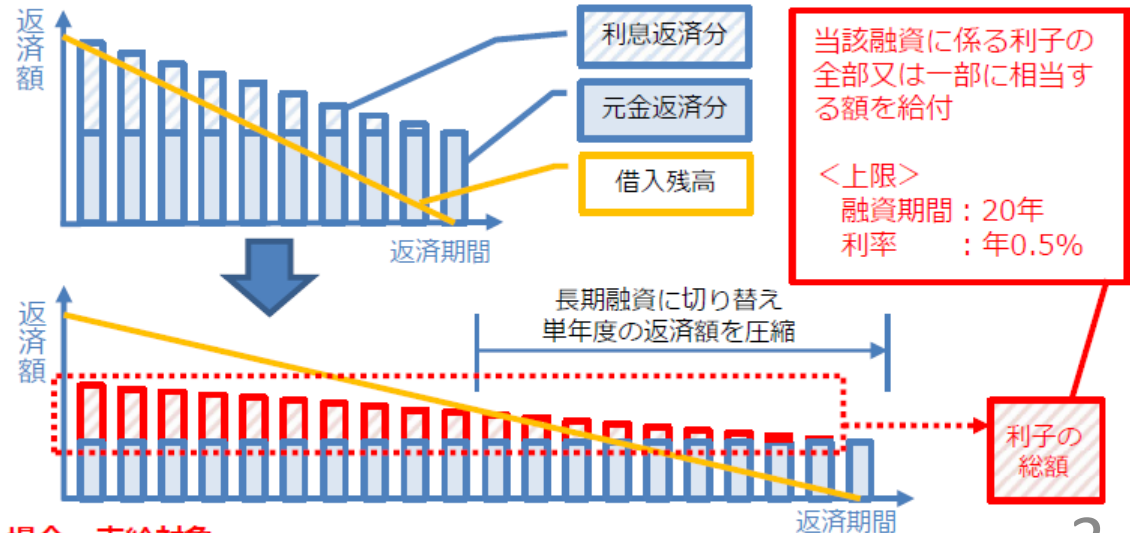 返済額
利息返済分
元金返済分
借入残高
返済期間
当該融資に係る利子の
全部又は一部に相当す
る額を給付
＜上限＞
融資期間：20年
利率　　：年0.5%
返済額
長期融資に切り替え
単年度の返済額を圧縮
利子の
総額
返済期間